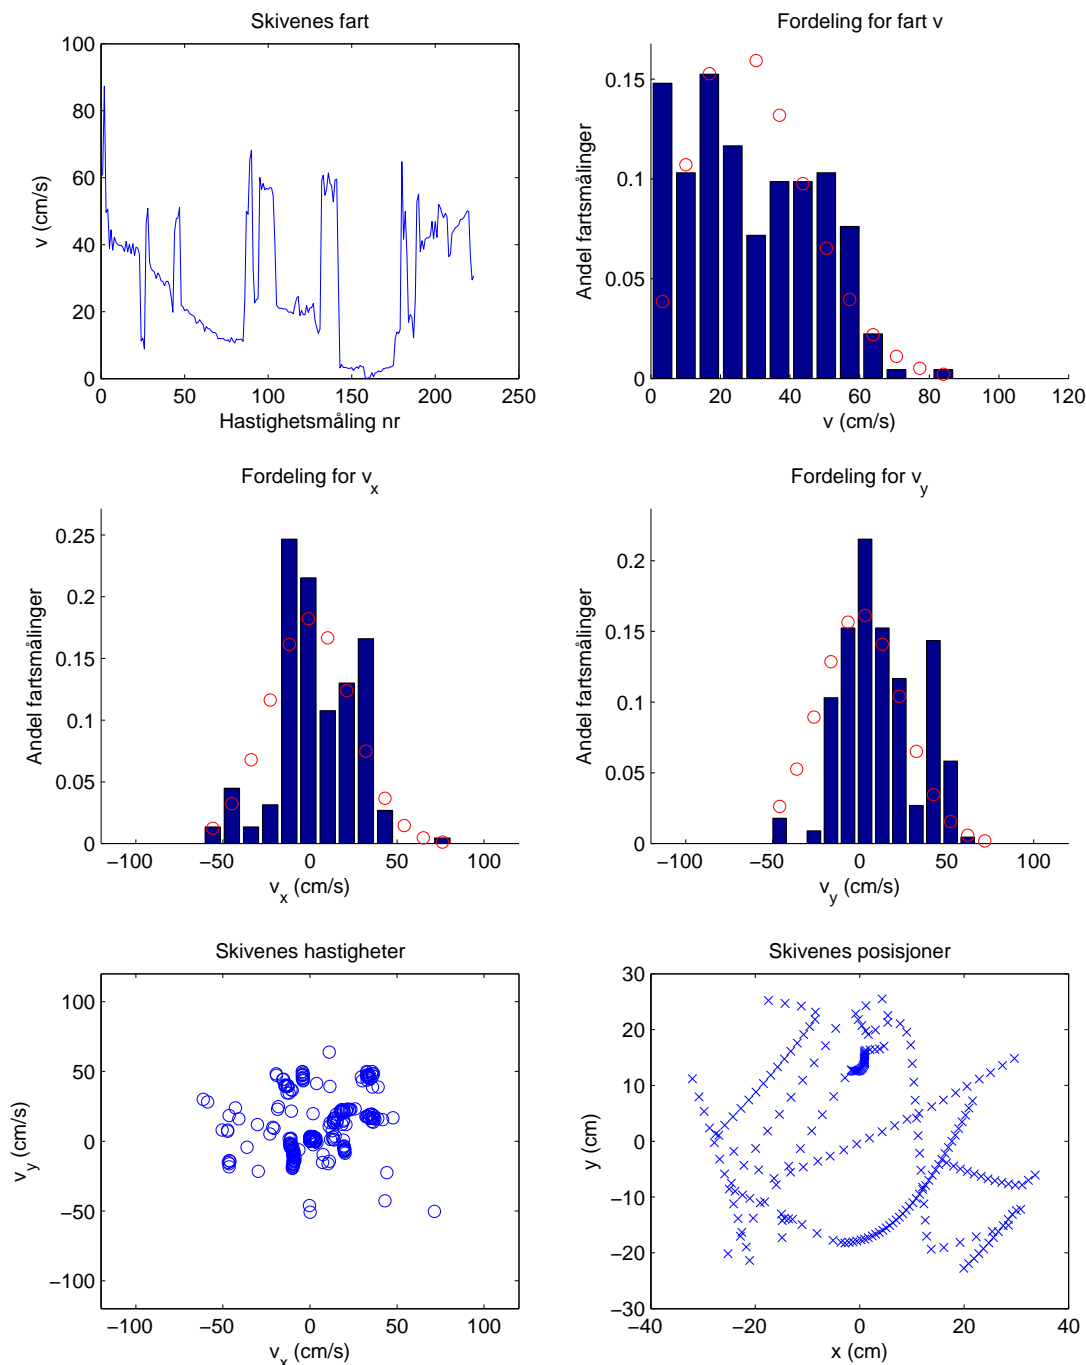 Skivenes fart
100
80
60
40
20
0
v (cm/s)
0 50 100 150 200 250
Hastighetsmåling nr
Fordeling for fart v
0.15
0.1
0.05
0
Andel fartsmålinger
0 20 40 60 80 100 120
v (cm/s)
Fordeling for v_x
0.25
0.2
0.15
0.1
0.05
0
Andel fartsmålinger
−100 −50 0 50 100
v_x (cm/s)
Fordeling for v_y
0.2
0.15
0.1
0.05
0
Andel fartsmålinger
−100 −50 0 50 100
v_y (cm/s)
Skivenes hastigheter
100
50
0
−50
−100
v_y (cm/s)
−100 −50 0 50 100
v_x (cm/s)
Skivenes posisjoner
30
20
10
0
−10
−20
−30
y (cm)
−40 −20 0 20 40
x (cm)